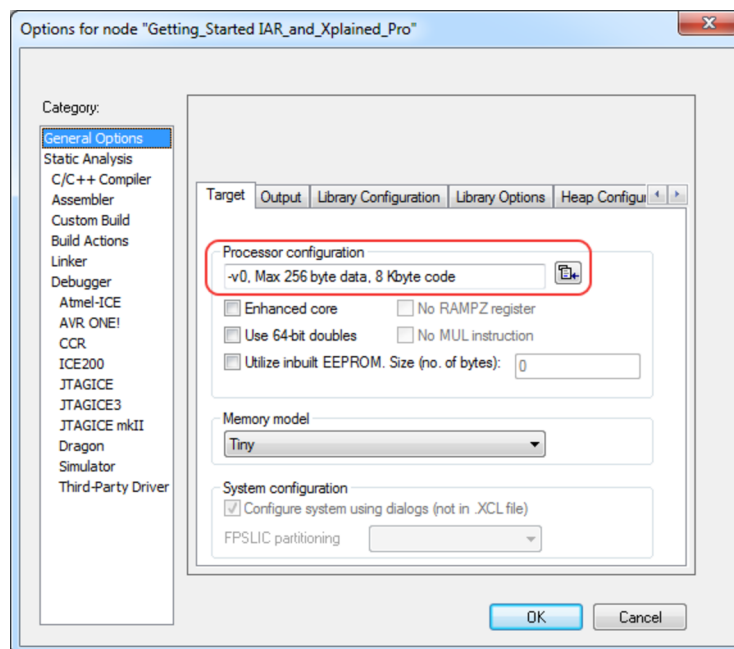 Options for node "Getting_Started IAR_and_Xplained_Pro"
Category:
General Options
Static Analysis
C/C++ Compiler
Assembler
Custom Build
Build Actions
Linker
Debugger
Atmel-ICE
AVR ONE!
CCR
ICE200
JTAGICE
JTAGICE3
JTAGICE mkII
Dragon
Simulator
Third-Party Driver
Target Output Library Configuration Library Options Heap Configur
Processor configuration
-v0, Max 256 byte data, 8 Kbyte code
Enhanced core No RAMPZ register
Use 64-bit doubles No MUL instruction
Utilize inbuilt EEPROM. Size (no. of bytes): 0
Memory model
Tiny
System configuration
Configure system using dialogs (not in .XCL file)
FPSLIC partitioning
OK Cancel